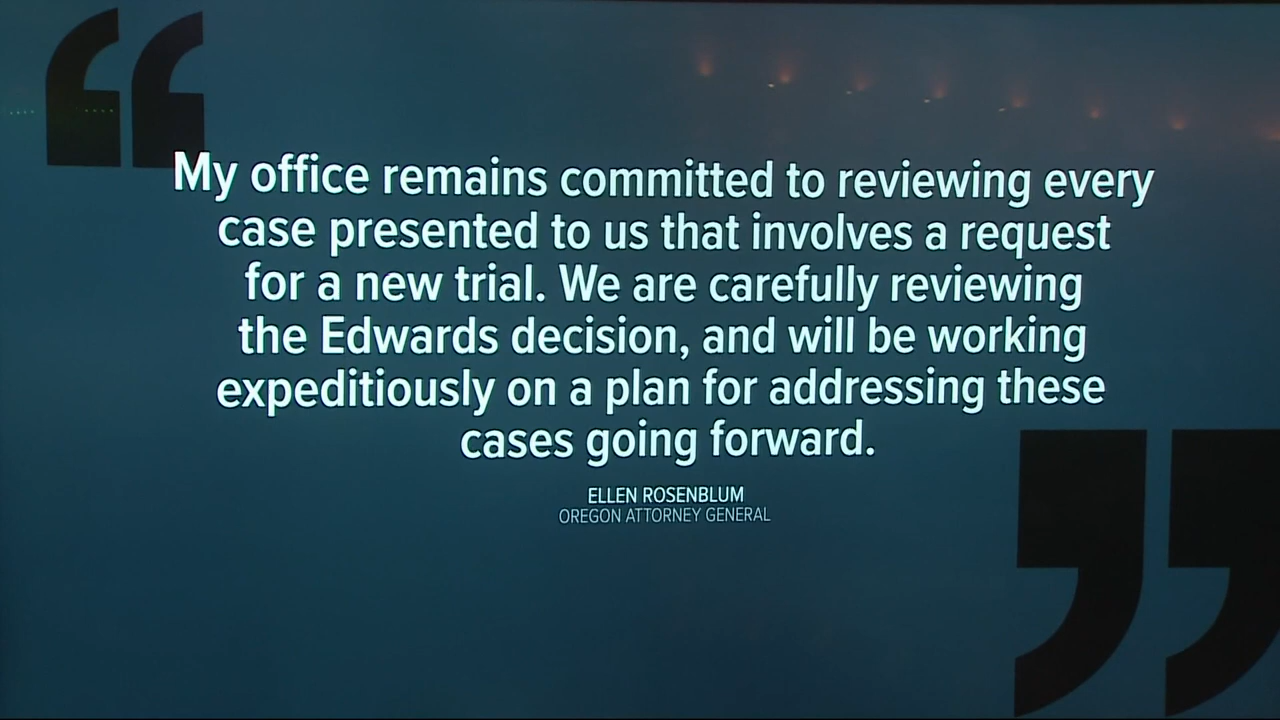 My office remains committed to reviewing every
case presented to us that involves a request
for a new trial. We are carefully reviewing
the Edwards decision, and will be working
expeditiously on a plan for addressing these
cases going forward.
ELLEN ROSENBLUM
OREGON ATTORNEY GENERAL